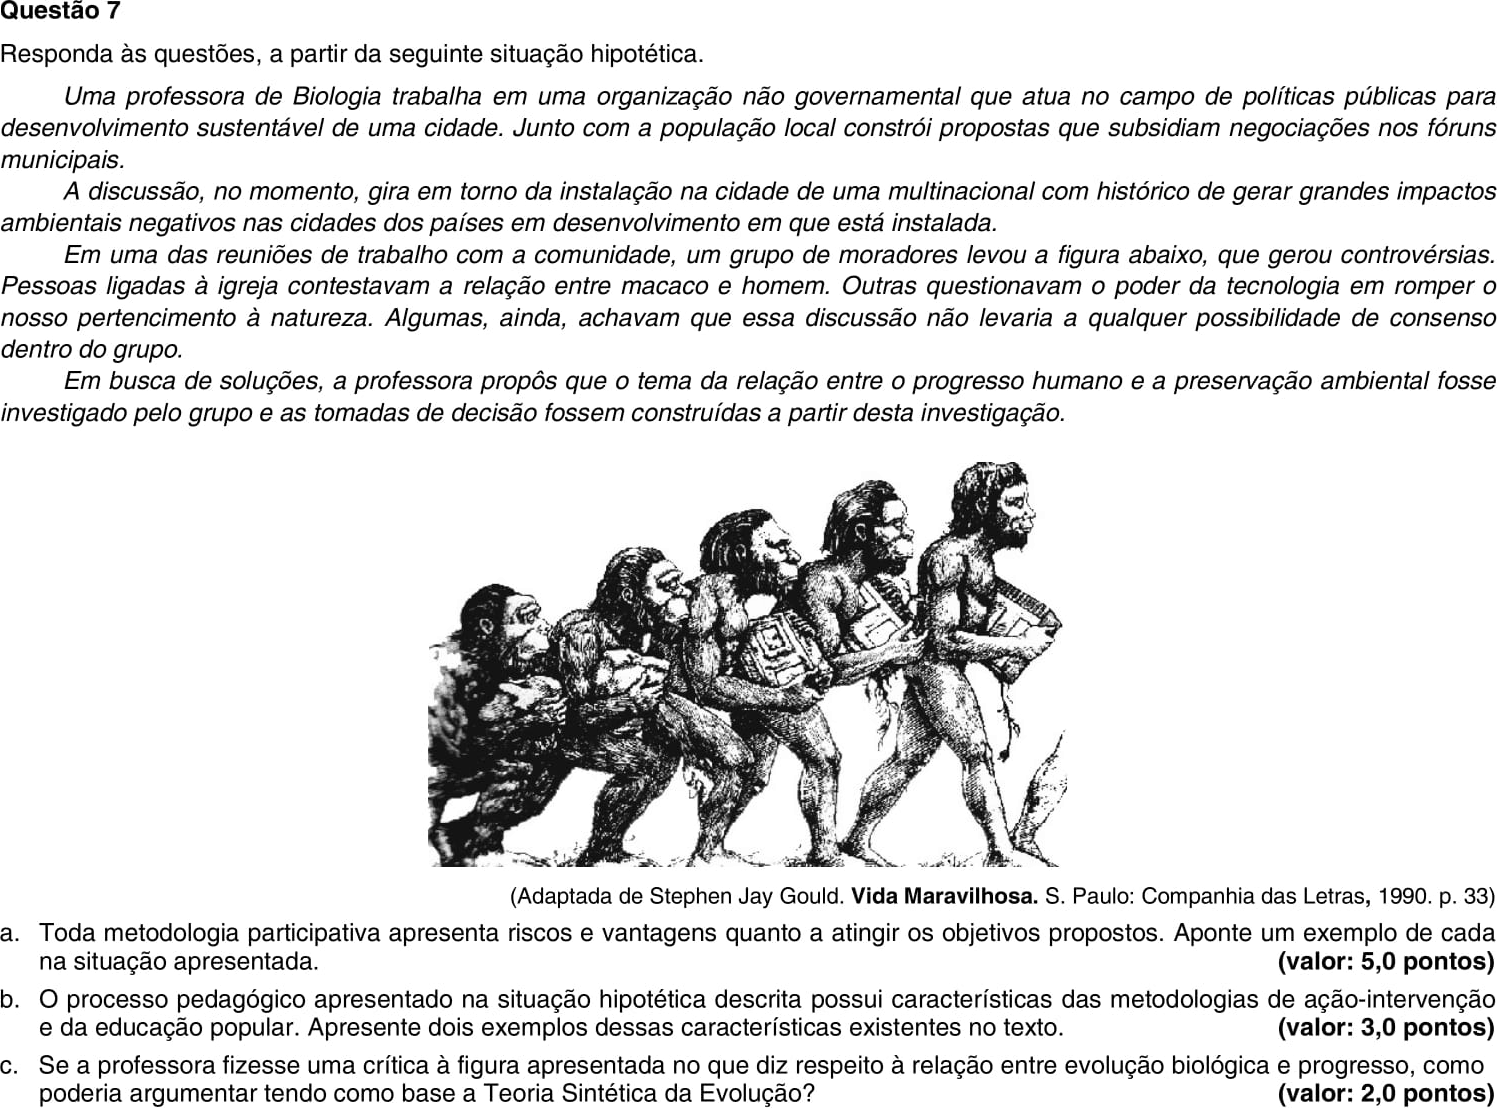 Questão 7
Responda às questões, a partir da seguinte situação hipotética.
Uma professora de Biologia trabalha em uma organização não governamental que atua no campo de políticas públicas para
desenvolvimento sustentável de uma cidade. Junto com a população local constrói propostas que subsidiam negociações nos fóruns
municipais.
A discussão, no momento, gira em torno da instalação na cidade de uma multinacional com histórico de gerar grandes impactos
ambientais negativos nas cidades dos países em desenvolvimento em que está instalada.
Em uma das reuniões de trabalho com a comunidade, um grupo de moradores levou a figura abaixo, que gerou controvérsias.
Pessoas ligadas à igreja contestavam a relação entre macaco e homem. Outras questionavam o poder da tecnologia em romper o
nosso pertencimento à natureza. Algumas, ainda, achavam que essa discussão não levaria a qualquer possibilidade de consenso
dentro do grupo.
Em busca de soluções, a professora propôs que o tema da relação entre o progresso humano e a preservação ambiental fosse
investigado pelo grupo e as tomadas de decisão fossem construídas a partir desta investigação.
(Adaptada de Stephen Jay Gould. Vida Maravilhosa. S. Paulo: Companhia das Letras, 1990. p. 33)
a. Toda metodologia participativa apresenta riscos e vantagens quanto a atingir os objetivos propostos. Aponte um exemplo de cada
na situação apresentada. (valor: 5,0 pontos)
b. O processo pedagógico apresentado na situação hipotética descrita possui características das metodologias de ação-intervenção
e da educação popular. Apresente dois exemplos dessas características existentes no texto. (valor: 3,0 pontos)
c. Se a professora fizesse uma crítica à figura apresentada no que diz respeito à relação entre evolução biológica e progresso, como
poderia argumentar tendo como base a Teoria Sintética da Evolução? (valor: 2,0 pontos)